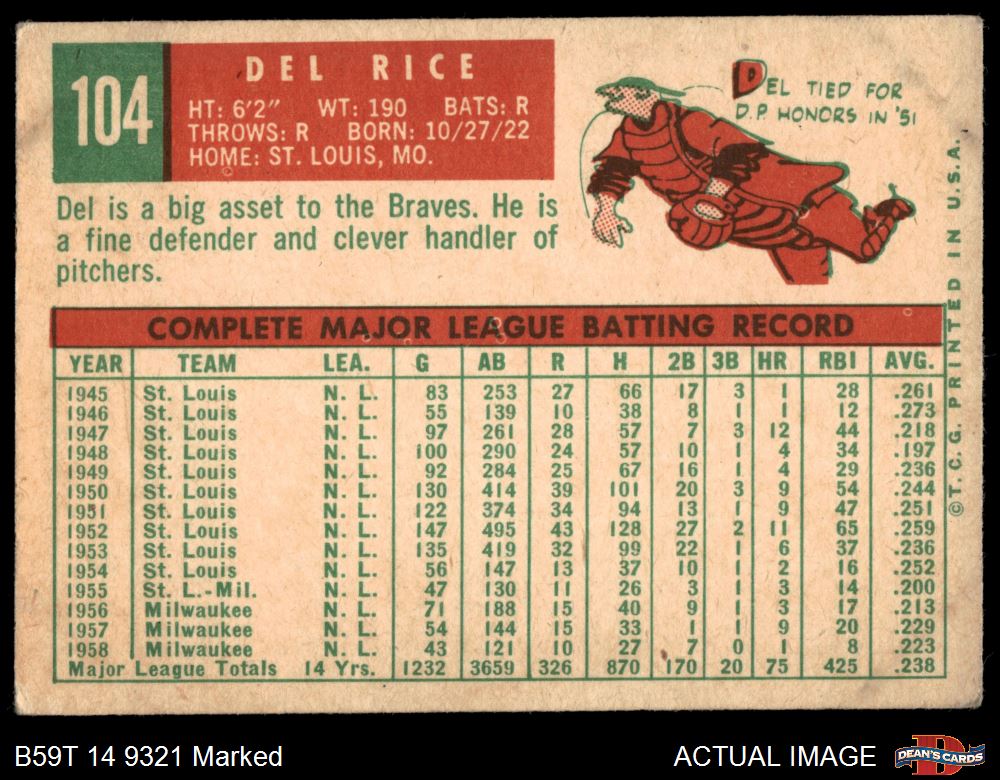 104
DEL RICE
HT: 6'2" WT: 190 BATS: R
THROWS: R BORN: 10/27/22
HOME: ST. LOUIS, MO.
DEL TIED FOR
D.P. HONORS IN '51
Del is a big asset to the Braves. He is
a fine defender and clever handler of
pitchers.
COMPLETE MAJOR LEAGUE BATTING RECORD
YEAR TEAM LEA. G AB R H 2B 3B HR RBI AVG.
1945 St. Louis N. L. 83 253 27 66 17 3 1 28 .261
1946 St. Louis N. L. 55 139 10 38 8 1 1 12 .273
1947 St. Louis N. L. 97 261 28 57 7 3 12 44 .218
1948 St. Louis N. L. 100 290 24 57 10 1 4 34 .197
1949 St. Louis N. L. 92 284 25 67 16 1 4 29 .236
1950 St. Louis N. L. 130 414 39 101 20 3 9 54 .244
1951 St. Louis N. L. 122 374 34 94 13 1 9 47 .251
1952 St. Louis N. L. 147 495 43 128 27 2 11 65 .259
1953 St. Louis N. L. 135 419 32 99 22 1 6 37 .236
1954 St. Louis N. L. 56 147 13 37 10 1 2 16 .252
1955 St. L.-Mil. N. L. 47 130 11 26 3 1 3 14 .200
1956 Milwaukee N. L. 71 188 15 40 9 1 3 17 .213
1957 Milwaukee N. L. 54 144 15 33 1 1 9 20 .229
1958 Milwaukee N. L. 43 121 10 27 7 0 1 8 .223
Major League Totals 14 Yrs. 1232 3659 326 870 170 20 75 425 .238
©T. C. G. PRINTED IN U.S.A.
B59T 14 9321 Marked
ACTUAL IMAGE
D
DEAN'S CARDS